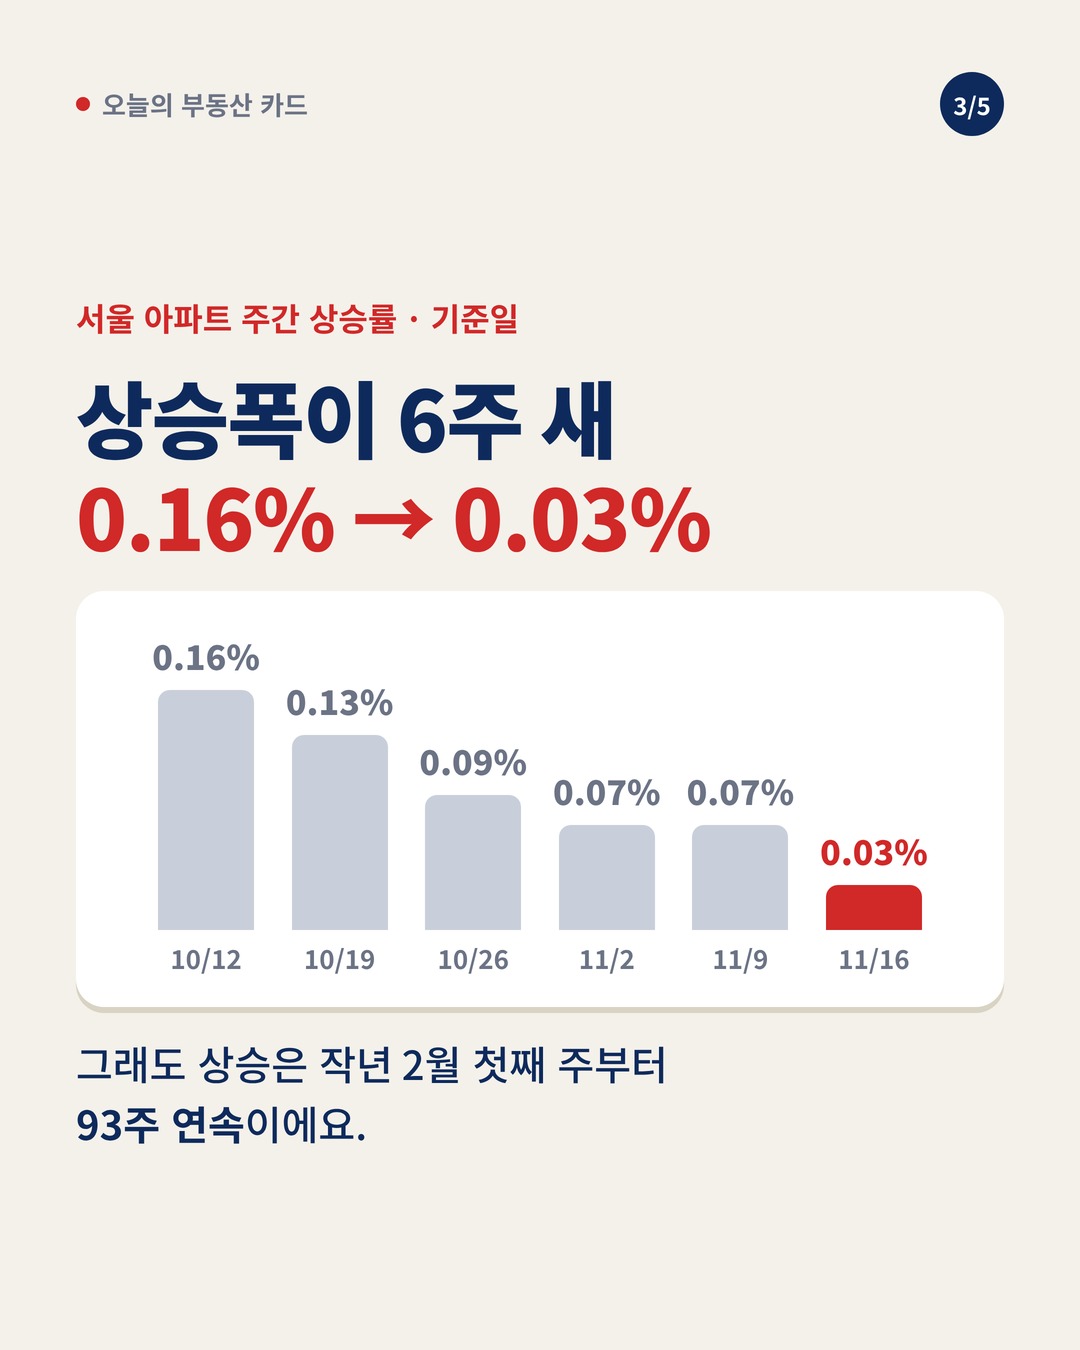 오늘의 부동산 카드
3/5
서울 아파트 주간 상승률 · 기준일
상승폭이 6주 새
0.16% → 0.03%
0.16%
0.13%
0.09%
0.07%
0.07%
0.03%
10/12
10/19
10/26
11/2
11/9
11/16
그래도 상승은 작년 2월 첫째 주부터
93주 연속이에요.